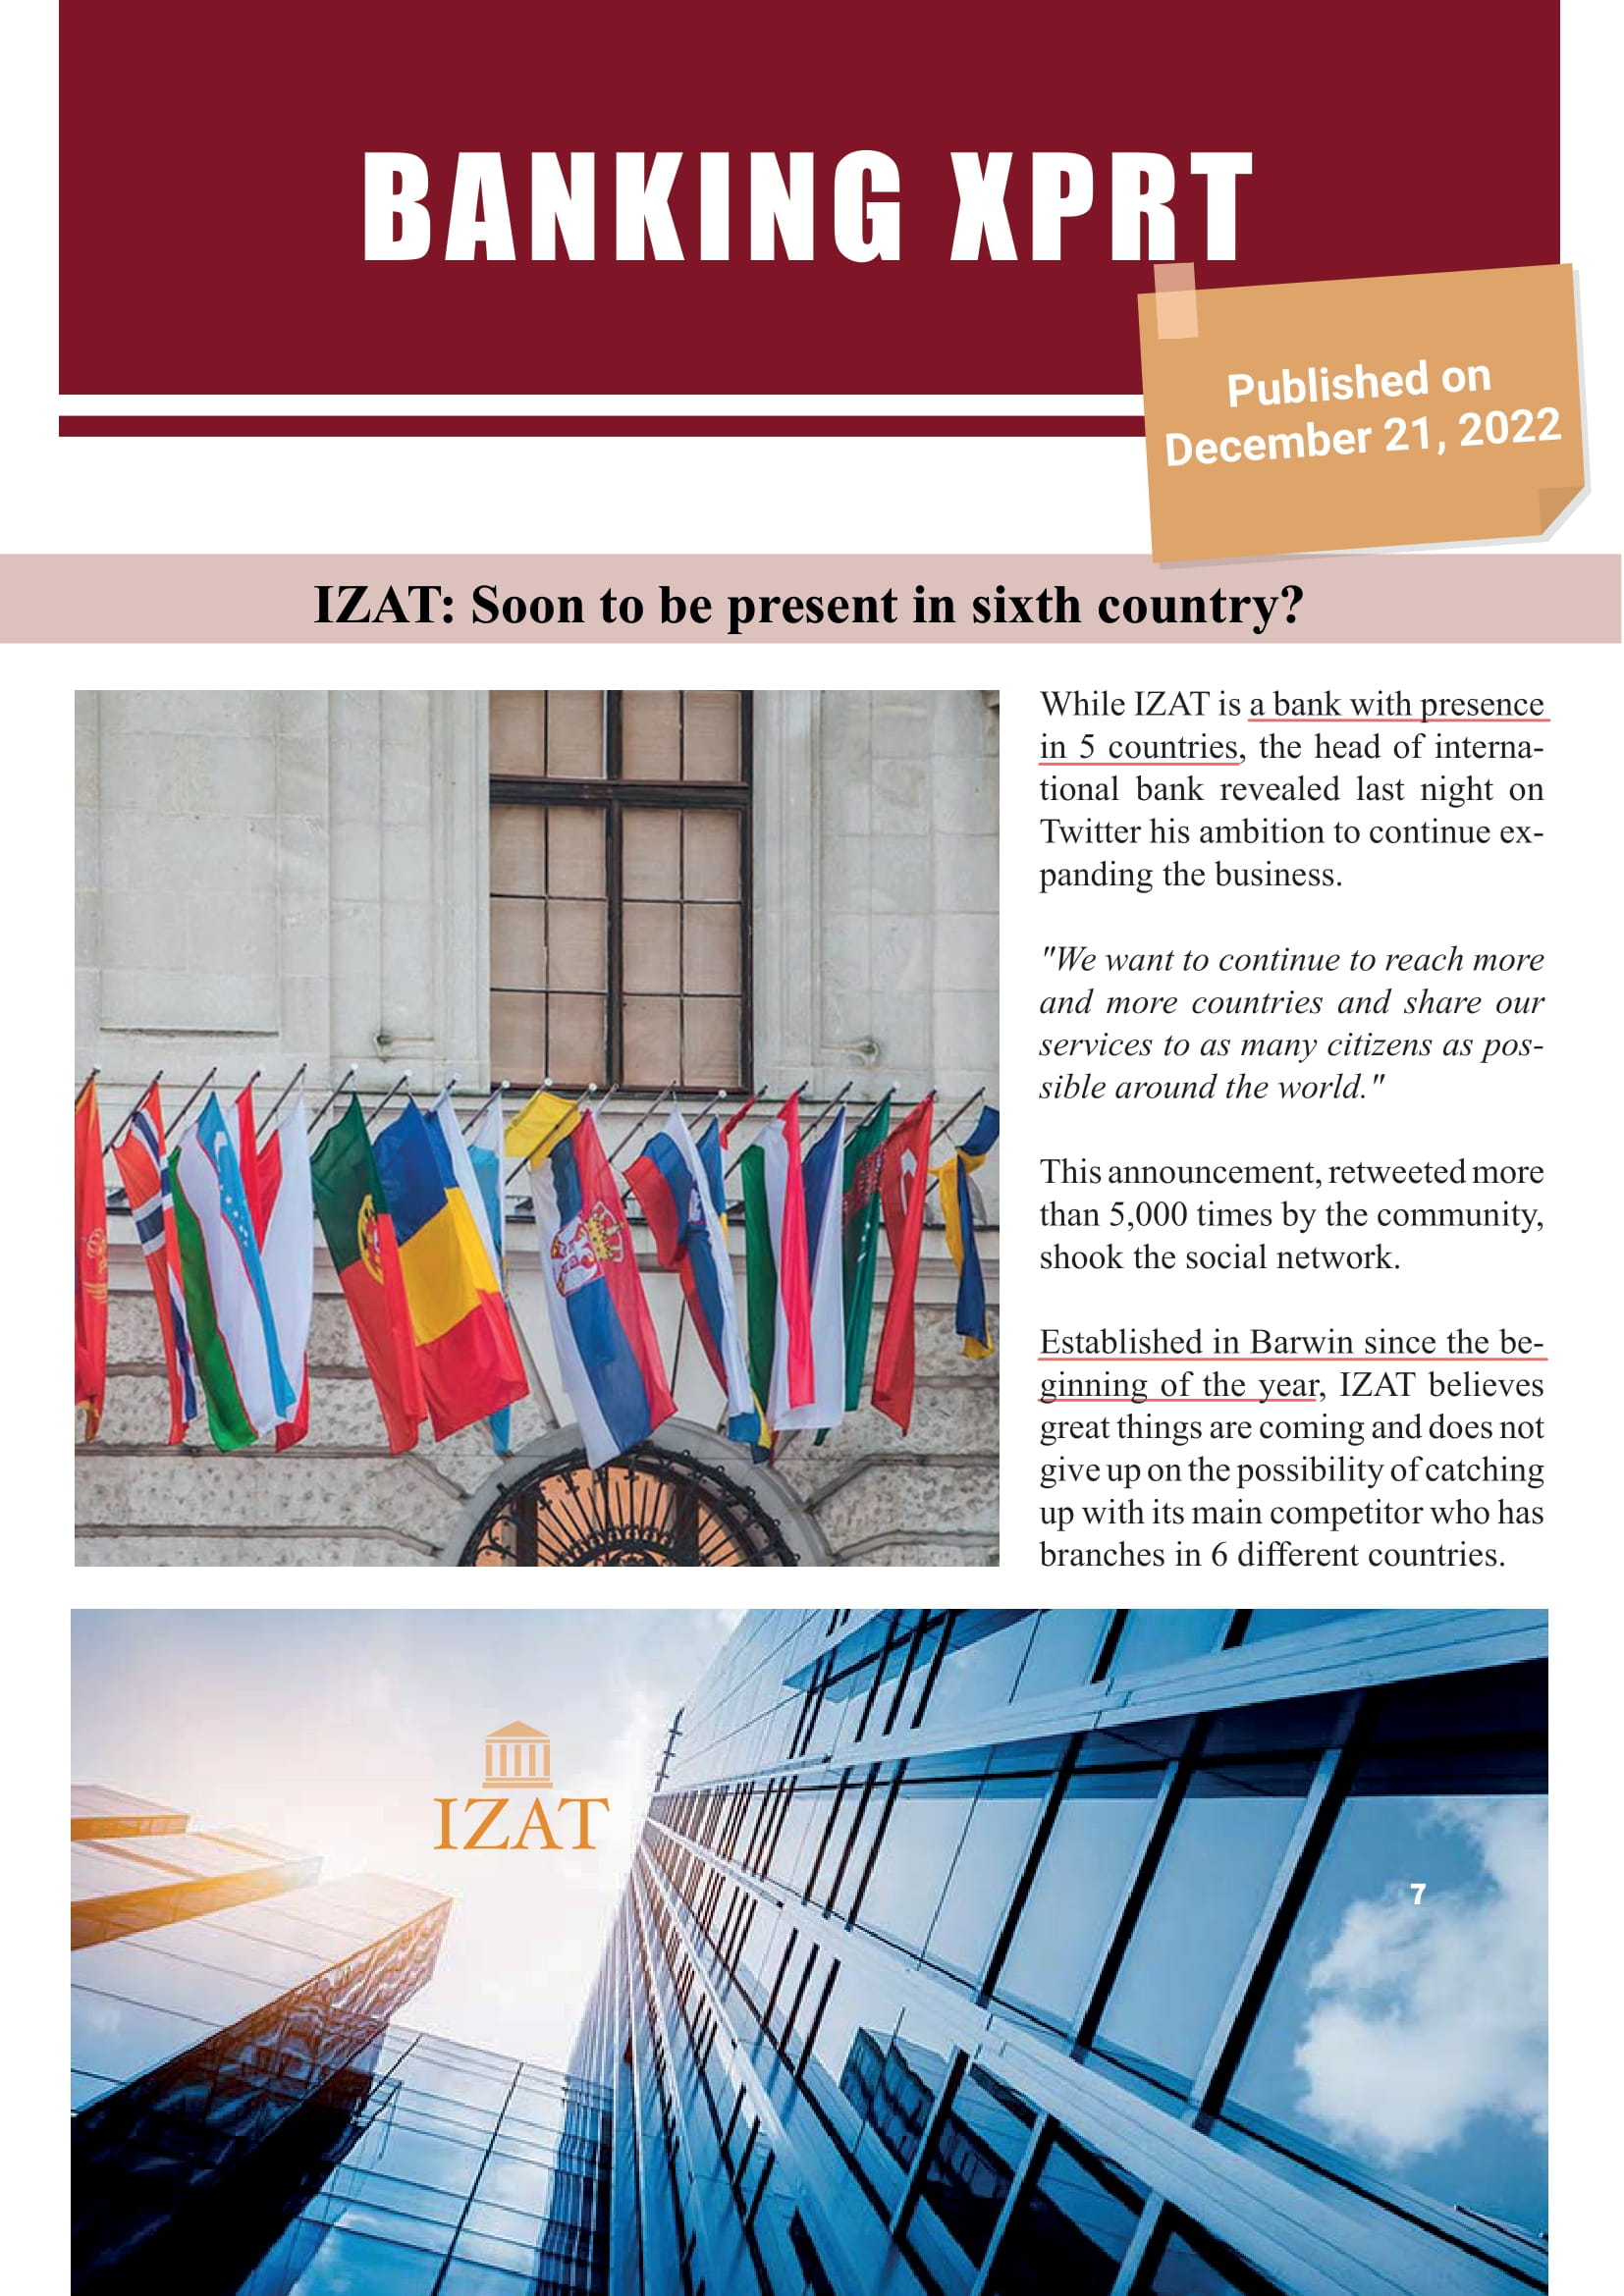 BANKING XPRT
Published on
December 21, 2022
IZAT: Soon to be present in sixth country?
While IZAT is a bank with presence
in 5 countries, the head of interna-
tional bank revealed last night on
Twitter his ambition to continue ex-
panding the business.
"We want to continue to reach more
and more countries and share our
services to as many citizens as pos-
sible around the world."
This announcement, retweeted more
than 5,000 times by the community,
shook the social network.
Established in Barwin since the be-
ginning of the year, IZAT believes
great things are coming and does not
give up on the possibility of catching
up with its main competitor who has
branches in 6 different countries.
IZAT
7